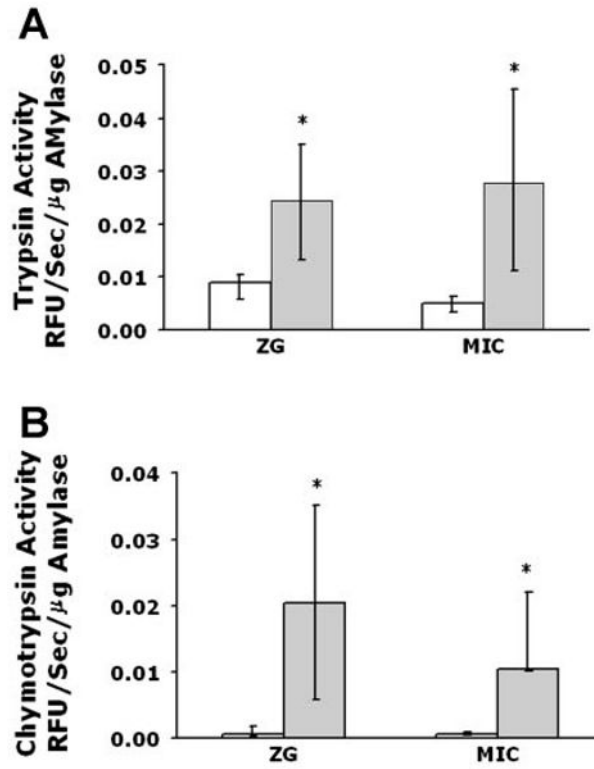 A
Trypsin Activity
RFU/Sec/μg AMylase
0.05
0.04
0.03
0.02
0.01
0.00
*
*
ZG
MIC
B
Chymotrypsin Activity
RFU/Sec/μg Amylase
0.04
0.03
0.02
0.01
0.00
*
*
ZG
MIC